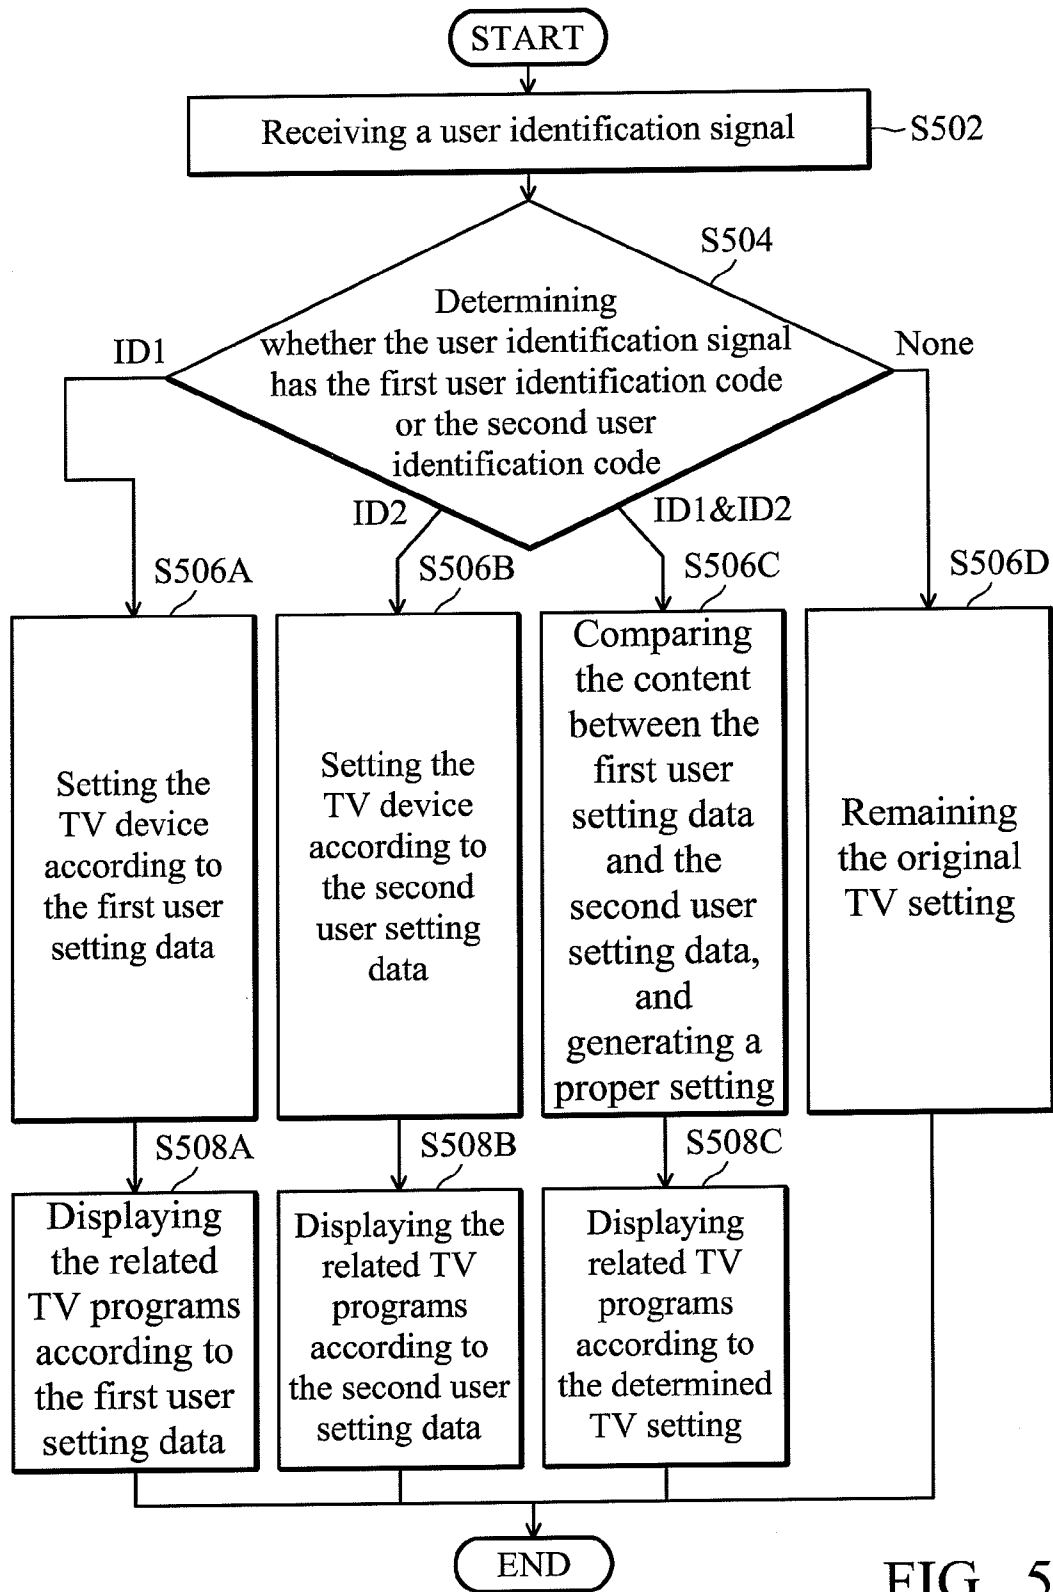 START
Receiving a user identification signal
S502
S504
Determining
whether the user identification signal
has the first user identification code
or the second user
identification code
ID1
None
ID2
ID1&ID2
S506A
S506B
S506C
S506D
Setting the
TV device
according to
the first user
setting data
Setting the
TV device
according to
the second
user setting
data
Comparing
the content
between the
first user
setting data
and the
second user
setting data,
and
generating a
proper setting
Remaining
the original
TV setting
S508A
S508B
S508C
Displaying
the related
TV programs
according to
the first user
setting data
Displaying the
related TV
programs
according to
the second user
setting data
Displaying
related TV
programs
according to
the determined
TV setting
END
FIG. 5